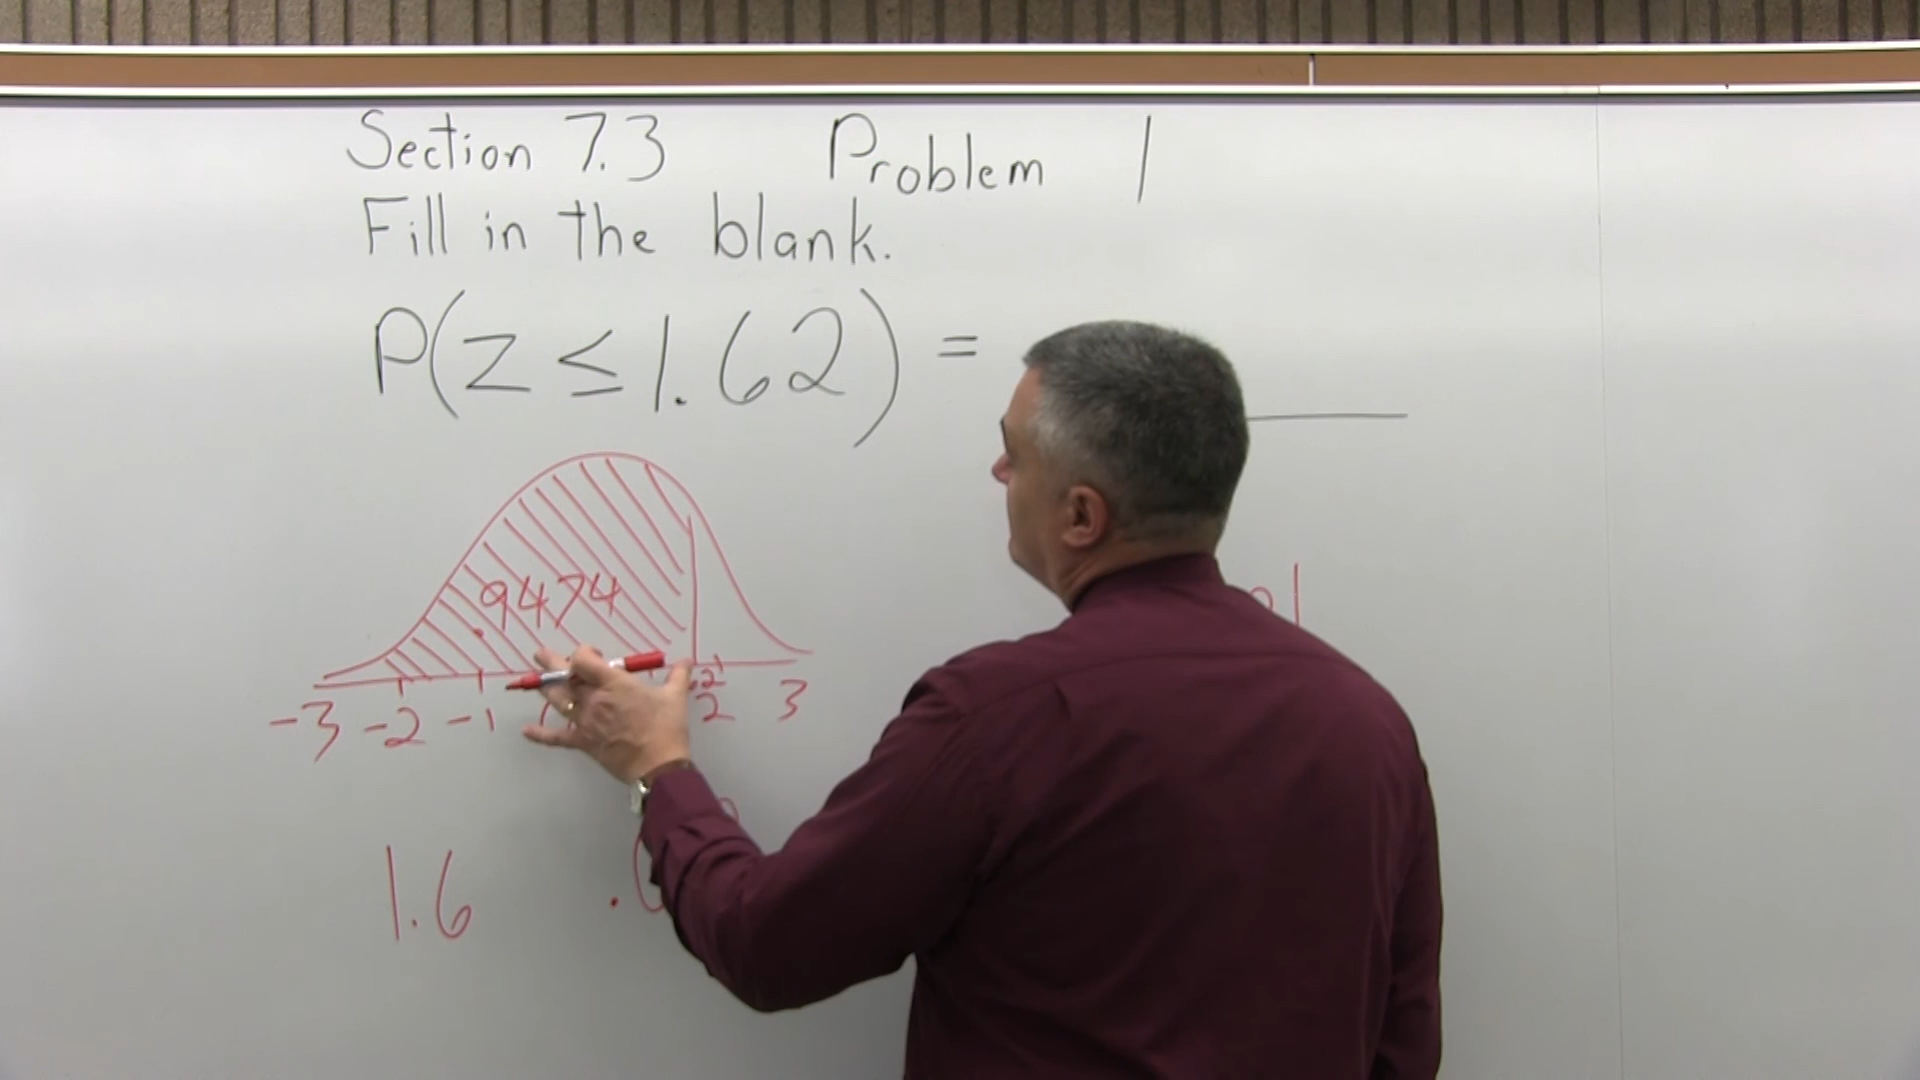 Section 7.3 Problem 1
Fill in the blank.
P(z ≤ 1.62) =
.9474
-3 -2 -1 2 3
1.6